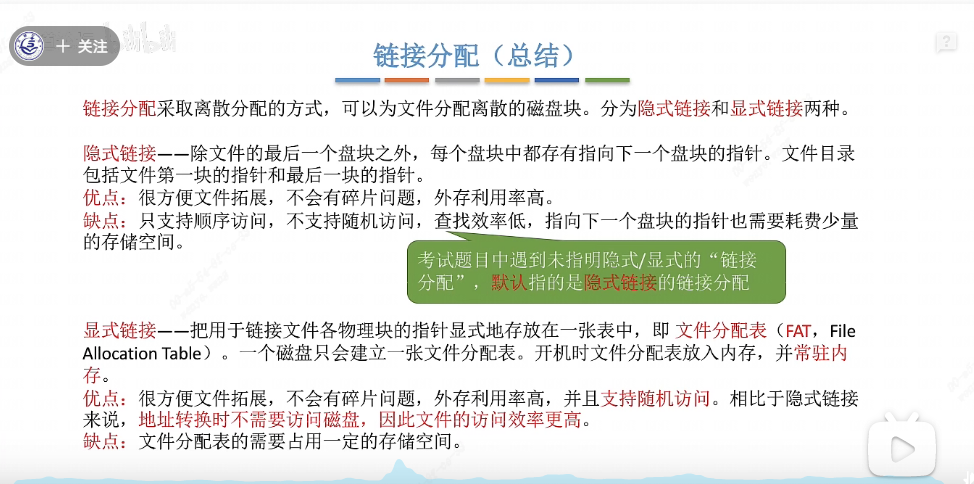 + 关注
链接分配（总结）
链接分配采取离散分配的方式，可以为文件分配离散的磁盘块。分为隐式链接和显式链接两种。
隐式链接——除文件的最后一个盘块之外，每个盘块中都存有指向下一个盘块的指针。文件目录
包括文件第一块的指针和最后一块的指针。
优点：很方便文件拓展，不会有碎片问题，外存利用率高。
缺点：只支持顺序访问，不支持随机访问，查找效率低，指向下一个盘块的指针也需要耗费少量
的存储空间。
考试题目中遇到未指明隐式/显式的“链接
分配”，默认指的是隐式链接的链接分配
显式链接——把用于链接文件各物理块的指针显式地存放在一张表中，即 文件分配表（FAT，File
Allocation Table）。一个磁盘只会建立一张文件分配表。开机时文件分配表放入内存，并常驻内
存。
优点：很方便文件拓展，不会有碎片问题，外存利用率高，并且支持随机访问。相比于隐式链接
来说，地址转换时不需要访问磁盘，因此文件的访问效率更高。
缺点：文件分配表的需要占用一定的存储空间。